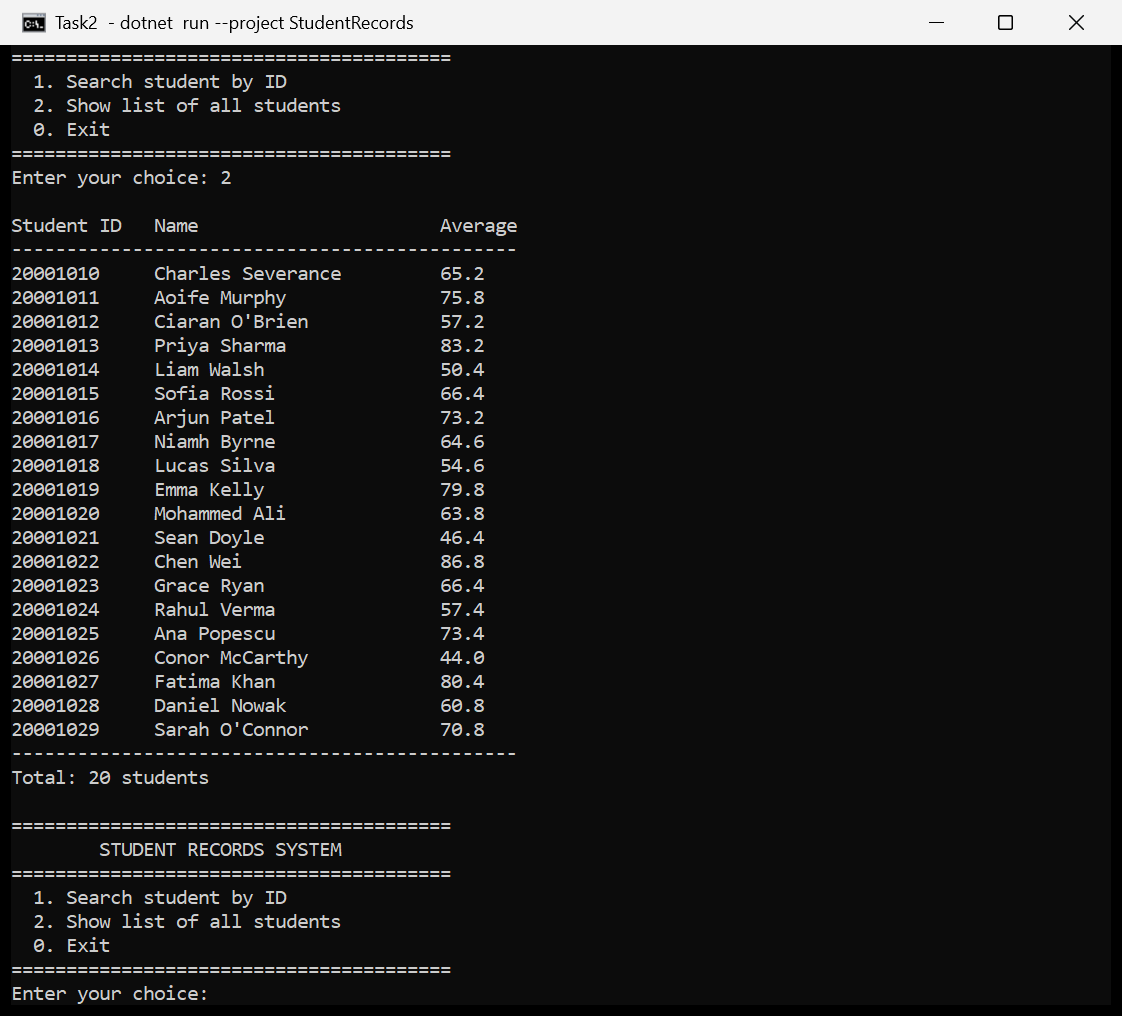 Task2 - dotnet run --project StudentRecords
========================================
  1. Search student by ID
  2. Show list of all students
  0. Exit
========================================
Enter your choice: 2

Student ID   Name                      Average
----------------------------------------------
20001010     Charles Severance         65.2
20001011     Aoife Murphy              75.8
20001012     Ciaran O'Brien            57.2
20001013     Priya Sharma              83.2
20001014     Liam Walsh                50.4
20001015     Sofia Rossi               66.4
20001016     Arjun Patel               73.2
20001017     Niamh Byrne               64.6
20001018     Lucas Silva               54.6
20001019     Emma Kelly                79.8
20001020     Mohammed Ali              63.8
20001021     Sean Doyle                46.4
20001022     Chen Wei                  86.8
20001023     Grace Ryan                66.4
20001024     Rahul Verma               57.4
20001025     Ana Popescu               73.4
20001026     Conor McCarthy            44.0
20001027     Fatima Khan               80.4
20001028     Daniel Nowak              60.8
20001029     Sarah O'Connor            70.8
----------------------------------------------
Total: 20 students

========================================
        STUDENT RECORDS SYSTEM
========================================
  1. Search student by ID
  2. Show list of all students
  0. Exit
========================================
Enter your choice: